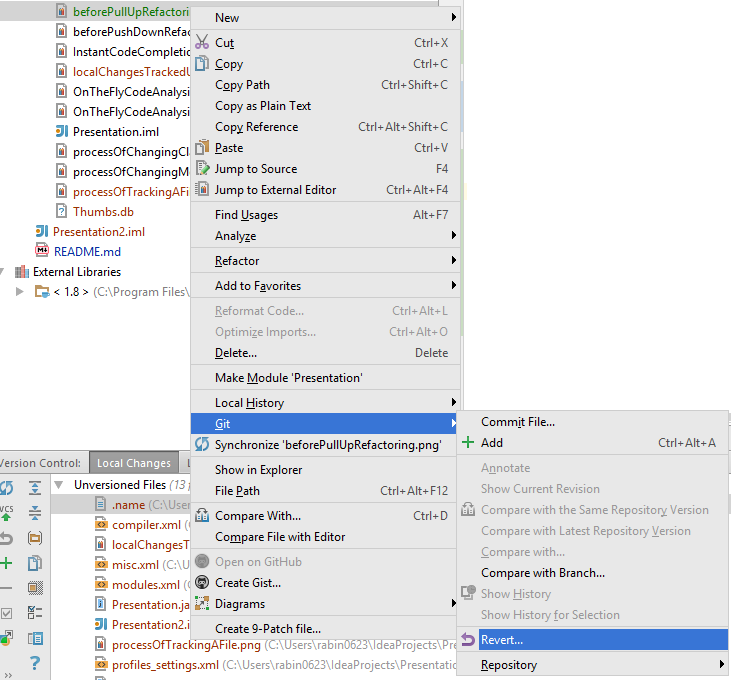 beforePullUpRefactori
beforePushDownRefac
InstantCodeCompletic
localChangesTrackedU
OnTheFlyCodeAnalysi
OnTheFlyCodeAnalysi
Presentation.iml
processOfChangingCl
processOfChangingM
processOfTrackingAFi
Thumbs.db
Presentation2.iml
README.md
External Libraries
< 1.8 > (C:\Program Files\
New
Cut Ctrl+X
Copy Ctrl+C
Copy Path Ctrl+Shift+C
Copy as Plain Text
Copy Reference Ctrl+Alt+Shift+C
Paste Ctrl+V
Jump to Source F4
Jump to External Editor Ctrl+Alt+F4
Find Usages Alt+F7
Analyze
Refactor
Add to Favorites
Reformat Code... Ctrl+Alt+L
Optimize Imports... Ctrl+Alt+O
Delete... Delete
Make Module 'Presentation'
Local History
Git
Synchronize 'beforePullUpRefactoring.png'
Show in Explorer
File Path Ctrl+Alt+F12
Compare With... Ctrl+D
Compare File with Editor
Open on GitHub
Create Gist...
Diagrams
Create 9-Patch file...
Commit File...
Add Ctrl+Alt+A
Annotate
Show Current Revision
Compare with the Same Repository Version
Compare with Latest Repository Version
Compare with...
Compare with Branch...
Show History
Show History for Selection
Revert...
Repository
Version Control: Local Changes
Unversioned Files (13
VCS
.name (C:\User
compiler.xml (C:\
localChangesT
misc.xml (C:\Us
modules.xml (C:
Presentation.ja
Presentation2.i
processOfTrackingAFile.png (C:\Users\rabin0623\IdeaProjects\Presentatio
profiles_settings.xml (C:\Users\rabin0623\IdeaProjects\Presentatio